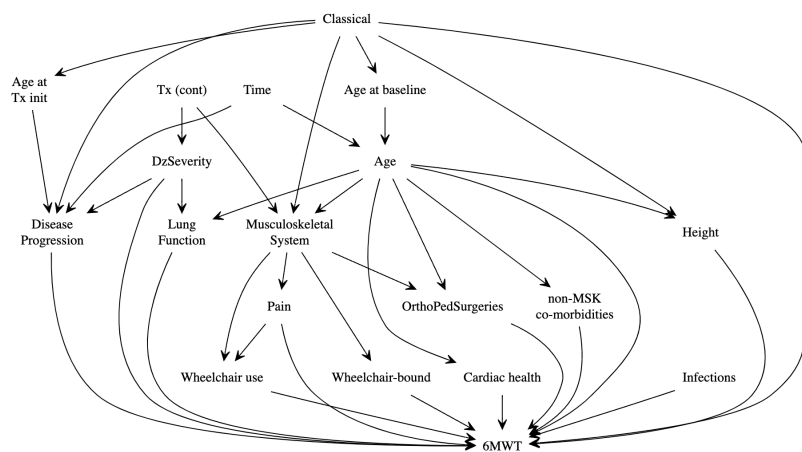 Classical
Age at
Tx init
Tx (cont)
Time
Age at baseline
DzSeverity
Age
Disease
Progression
Lung
Function
Musculoskeletal
System
Height
Pain
OrthoPedSurgeries
non-MSK
co-morbidities
Wheelchair use
Wheelchair-bound
Cardiac health
Infections
6MWT